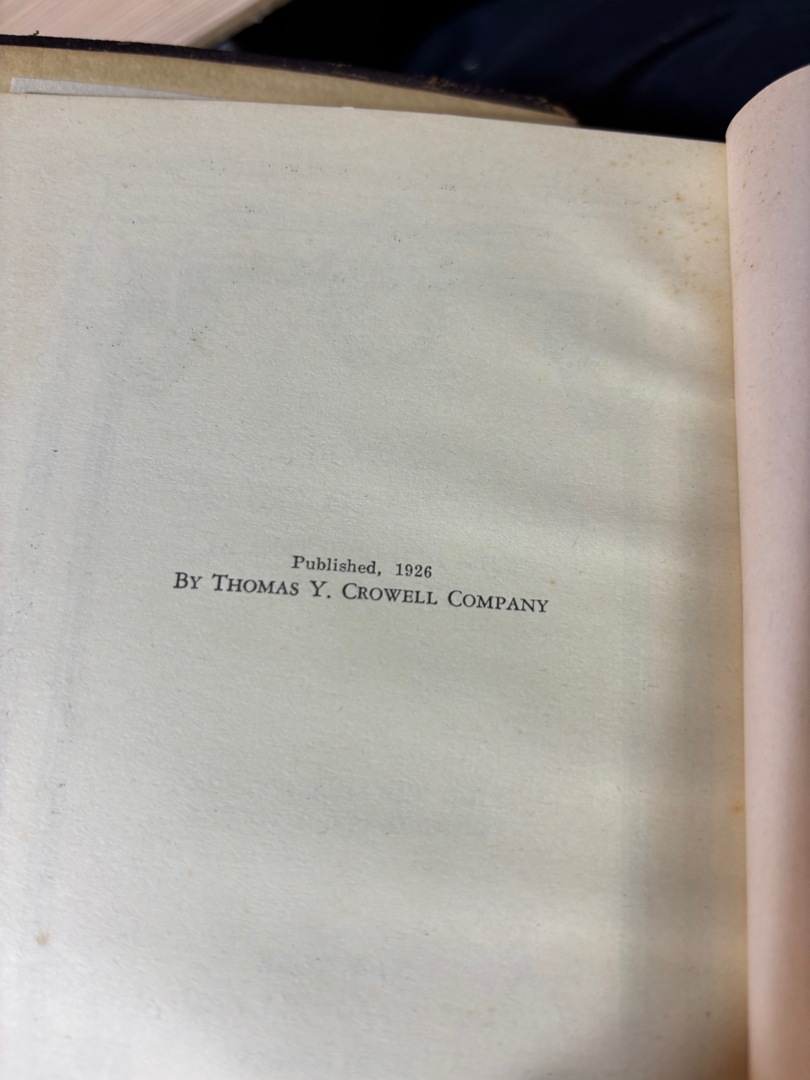 Published, 1926
By Thomas Y. Crowell Company